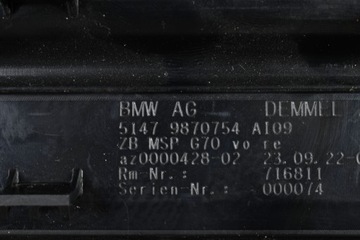 BMW AG DEMMEL
5147 9870754 AI09
ZB MSP G70 vo re
az0000428-02 23.09.22-0
Rm-Nr.: 716811
Serien-Nr.: 000074